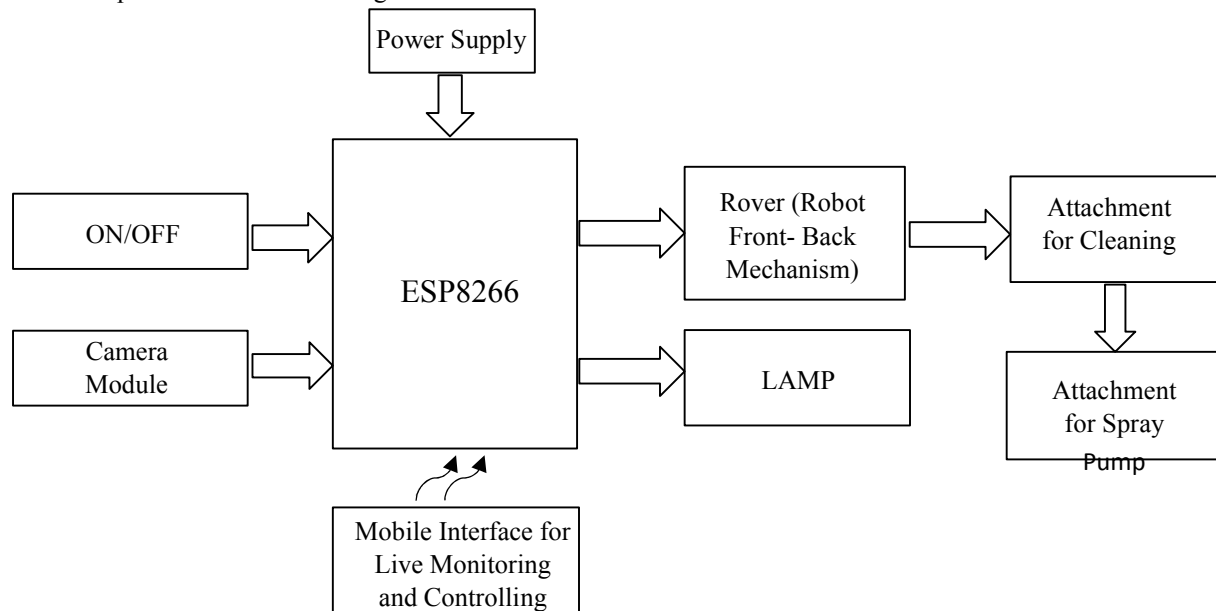 Power Supply
ON/OFF
Camera
Module
ESP8266
Rover (Robot
Front- Back
Mechanism)
LAMP
Attachment
for Cleaning
Attachment
for Spray
Pump
Mobile Interface for
Live Monitoring
and Controlling